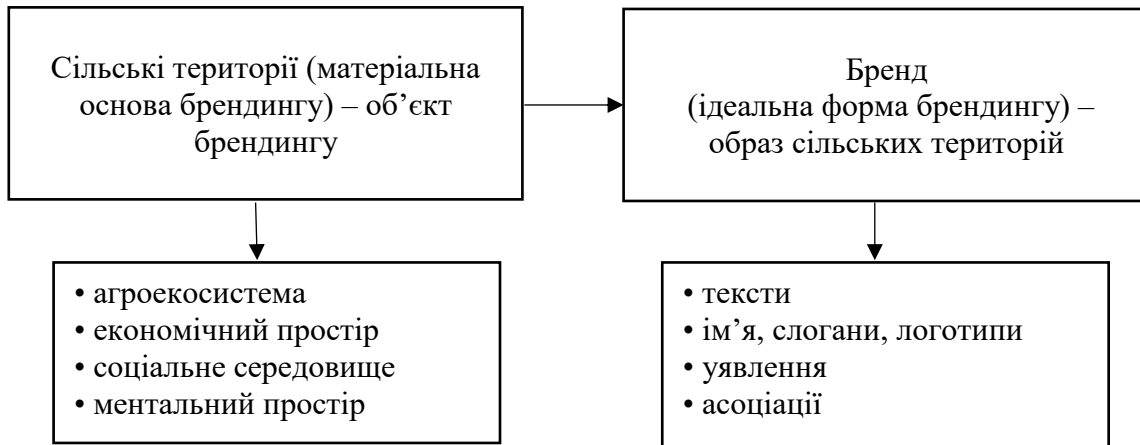 Сільські території (матеріальна
основа брендингу) – об’єкт
брендингу
Бренд
(ідеальна форма брендингу) –
образ сільських територій
• агроекосистема
• економічний простір
• соціальне середовище
• ментальний простір
• тексти
• ім’я, слогани, логотипи
• уявлення
• асоціації